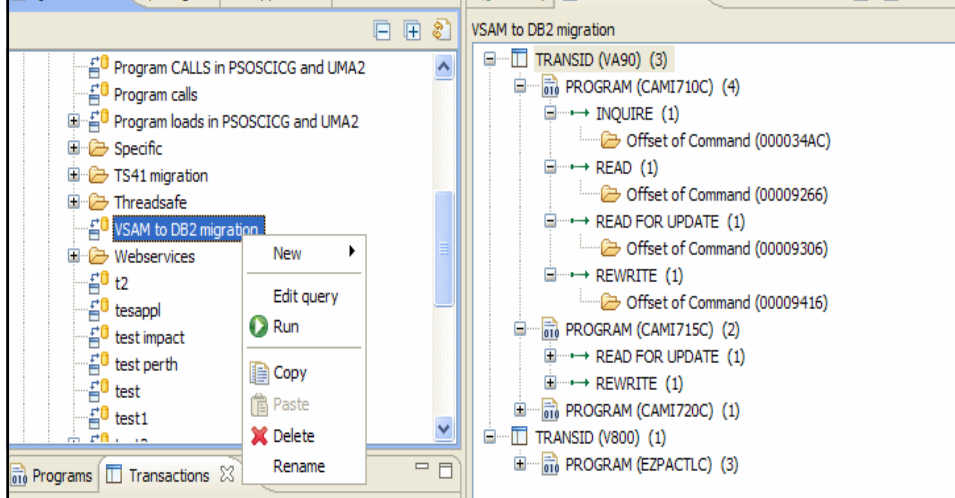 Program CALLS in PSOSCICG and UMA2
Program calls
Program loads in PSOSCICG and UMA2
Specific
TS41 migration
Threadsafe
VSAM to DB2 migration
Webservices
t2
tesappl
test impact
test perth
test
test1
New
Edit query
Run
Copy
Paste
Delete
Rename
Programs
Transactions
VSAM to DB2 migration
TRANSID (VA90) (3)
PROGRAM (CAMI710C) (4)
INQUIRE (1)
Offset of Command (000034AC)
READ (1)
Offset of Command (00009266)
READ FOR UPDATE (1)
Offset of Command (00009306)
REWRITE (1)
Offset of Command (00009416)
PROGRAM (CAMI715C) (2)
READ FOR UPDATE (1)
REWRITE (1)
PROGRAM (CAMI720C) (1)
TRANSID (V800) (1)
PROGRAM (EZPACTLC) (3)